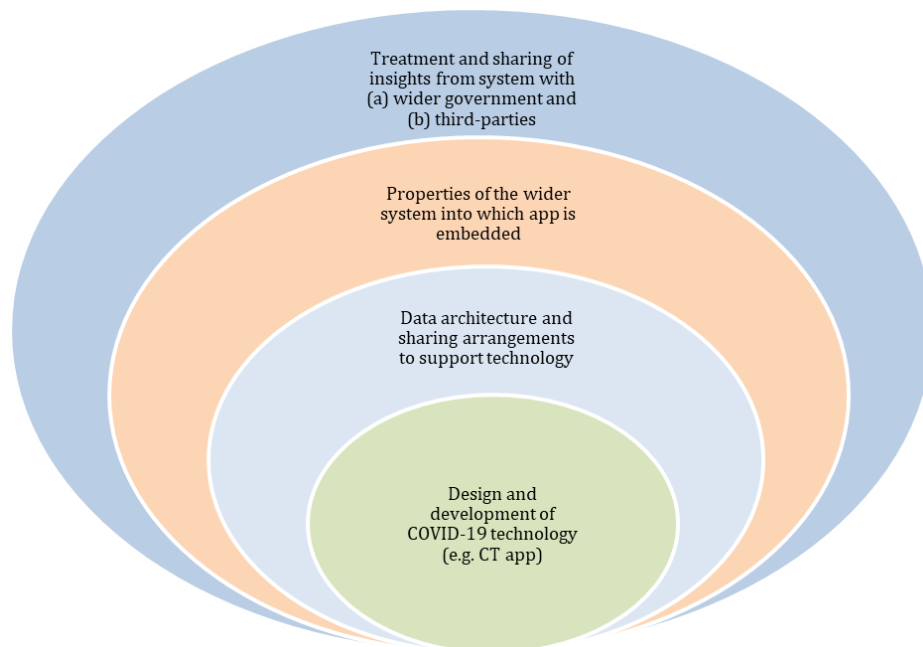 Treatment and sharing of
insights from system with
(a) wider government and
(b) third-parties
Properties of the wider
system into which app is
embedded
Data architecture and
sharing arrangements
to support technology
Design and
development of
COVID-19 technology
(e.g. CT app)